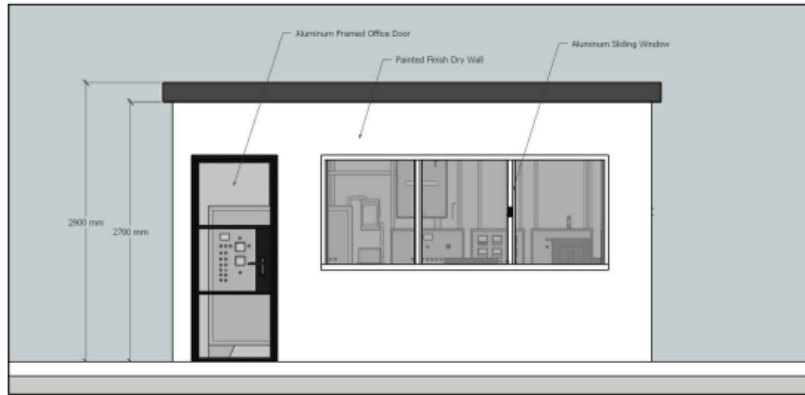 Aluminum Framed Office Door
Aluminum Sliding Window
Painted Finish Dry Wall
2900 mm
2700 mm